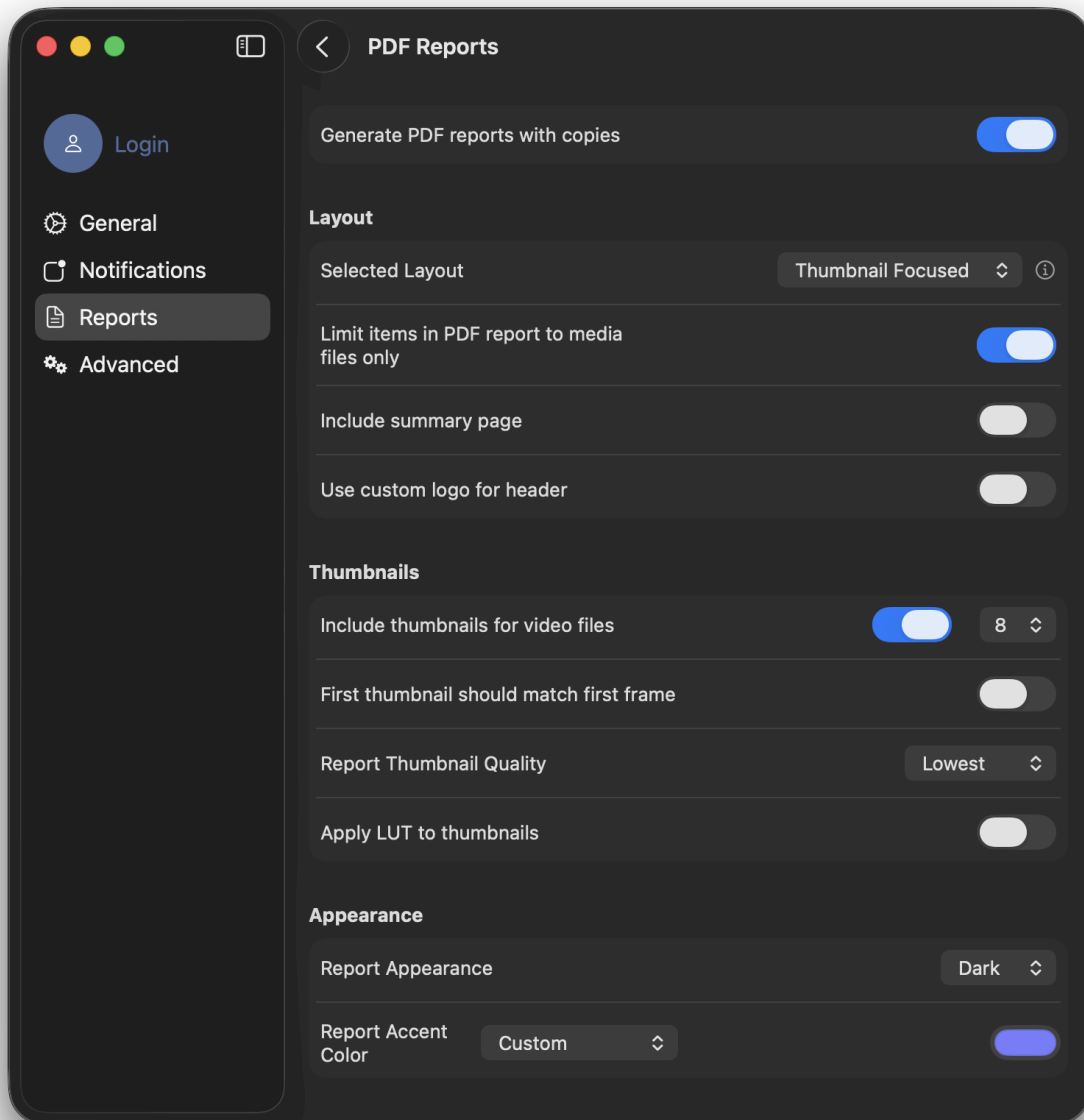 PDF Reports
Login
General
Notifications
Reports
Advanced
Generate PDF reports with copies
Layout
Selected Layout
Thumbnail Focused
Limit items in PDF report to media
files only
Include summary page
Use custom logo for header
Thumbnails
Include thumbnails for video files
8
First thumbnail should match first frame
Report Thumbnail Quality
Lowest
Apply LUT to thumbnails
Appearance
Report Appearance
Dark
Report Accent
Color
Custom